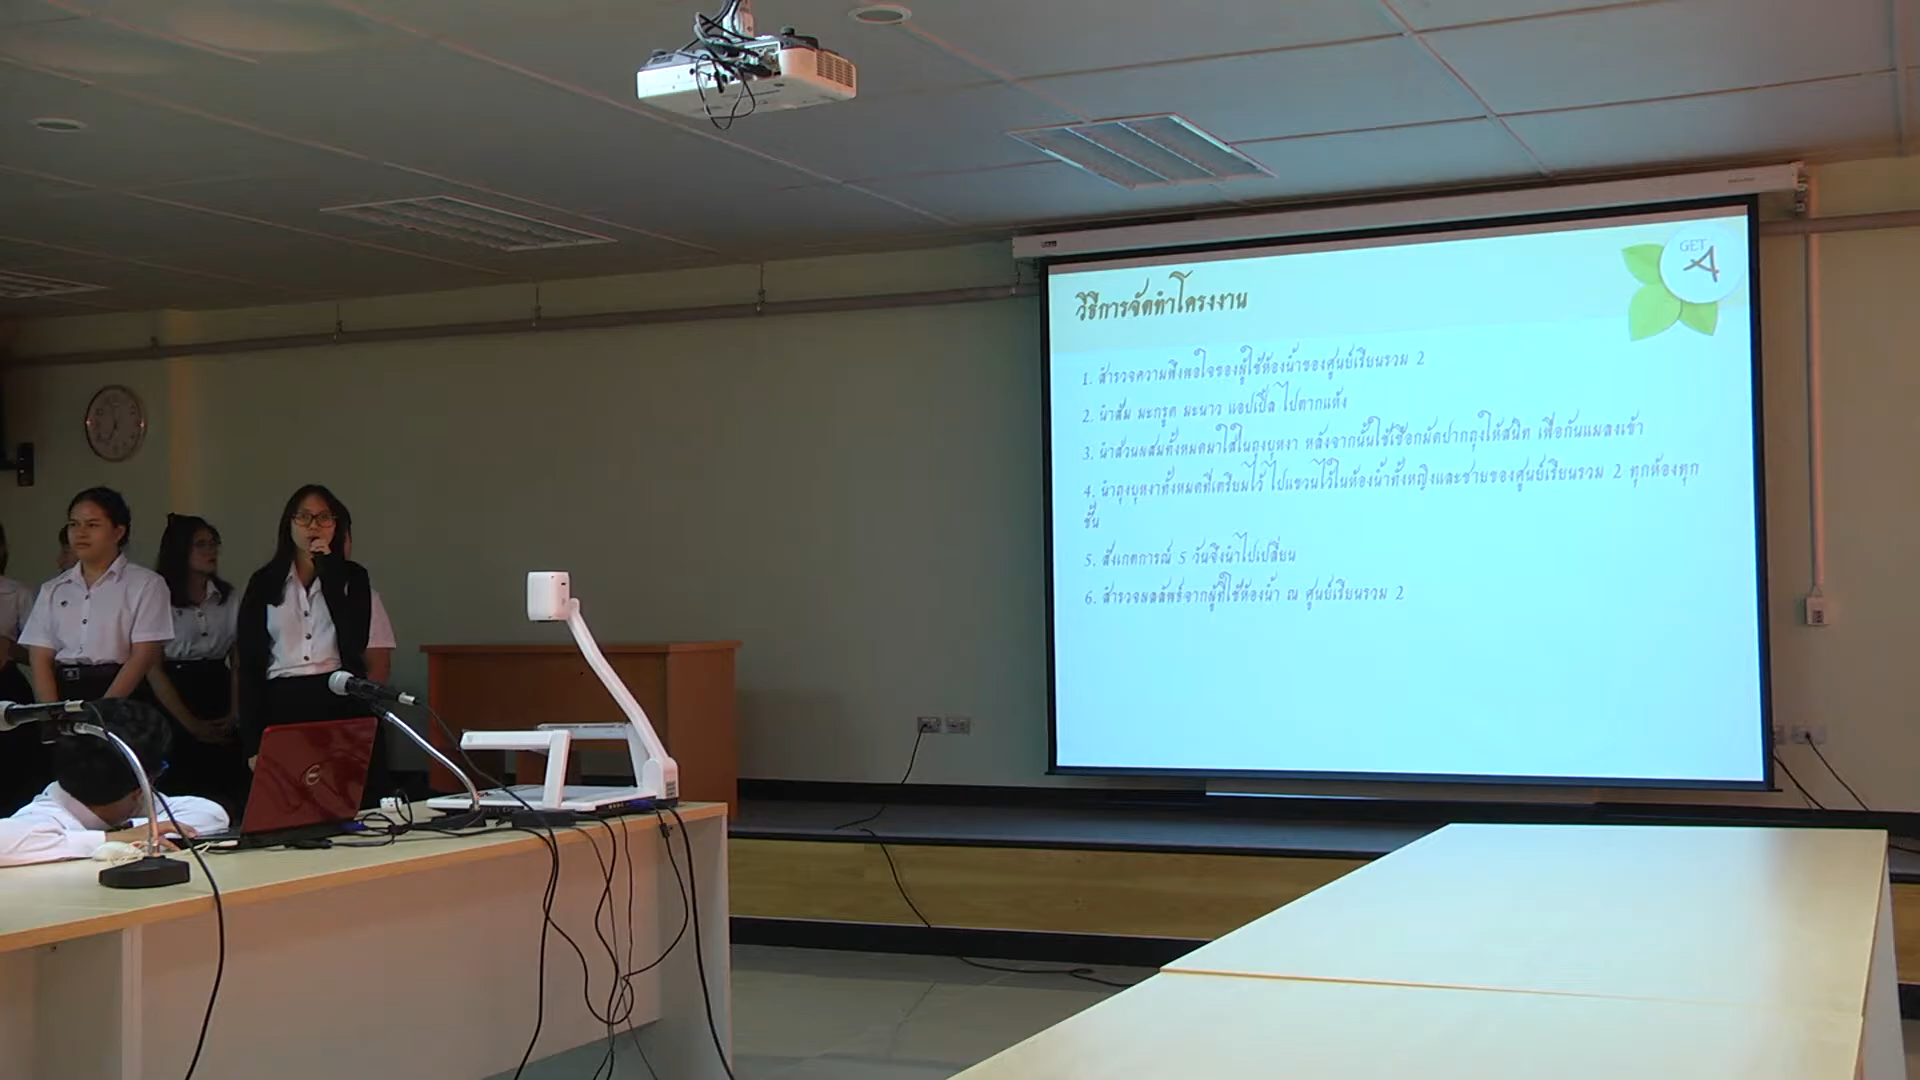 GET
A
วิธีการจัดทำโครงงาน
1. สำรวจความพึงพอใจของผู้ใช้ห้องน้ำของศูนย์เรียนรวม 2
2. นำส้ม มะกรูด มะนาว แอปเปิ้ล ไปตากแห้ง
3. นำส่วนผสมทั้งหมดมาใส่ในถุงบุหงา หลังจากนั้นใช้เชือกมัดปากถุงให้สนิท เพื่อกันแมลงเข้า
4. นำถุงบุหงาทั้งหมดที่เตรียมไว้ ไปแขวนไว้ในห้องน้ำทั้งหญิงและชายของศูนย์เรียนรวม 2 ทุกห้องทุก
ชั้น
5. สังเกตการณ์ 5 วันจึงนำไปเปลี่ยน
6. สำรวจผลลัพธ์จากผู้ที่ใช้ห้องน้ำ ณ ศูนย์เรียนรวม 2
DELL